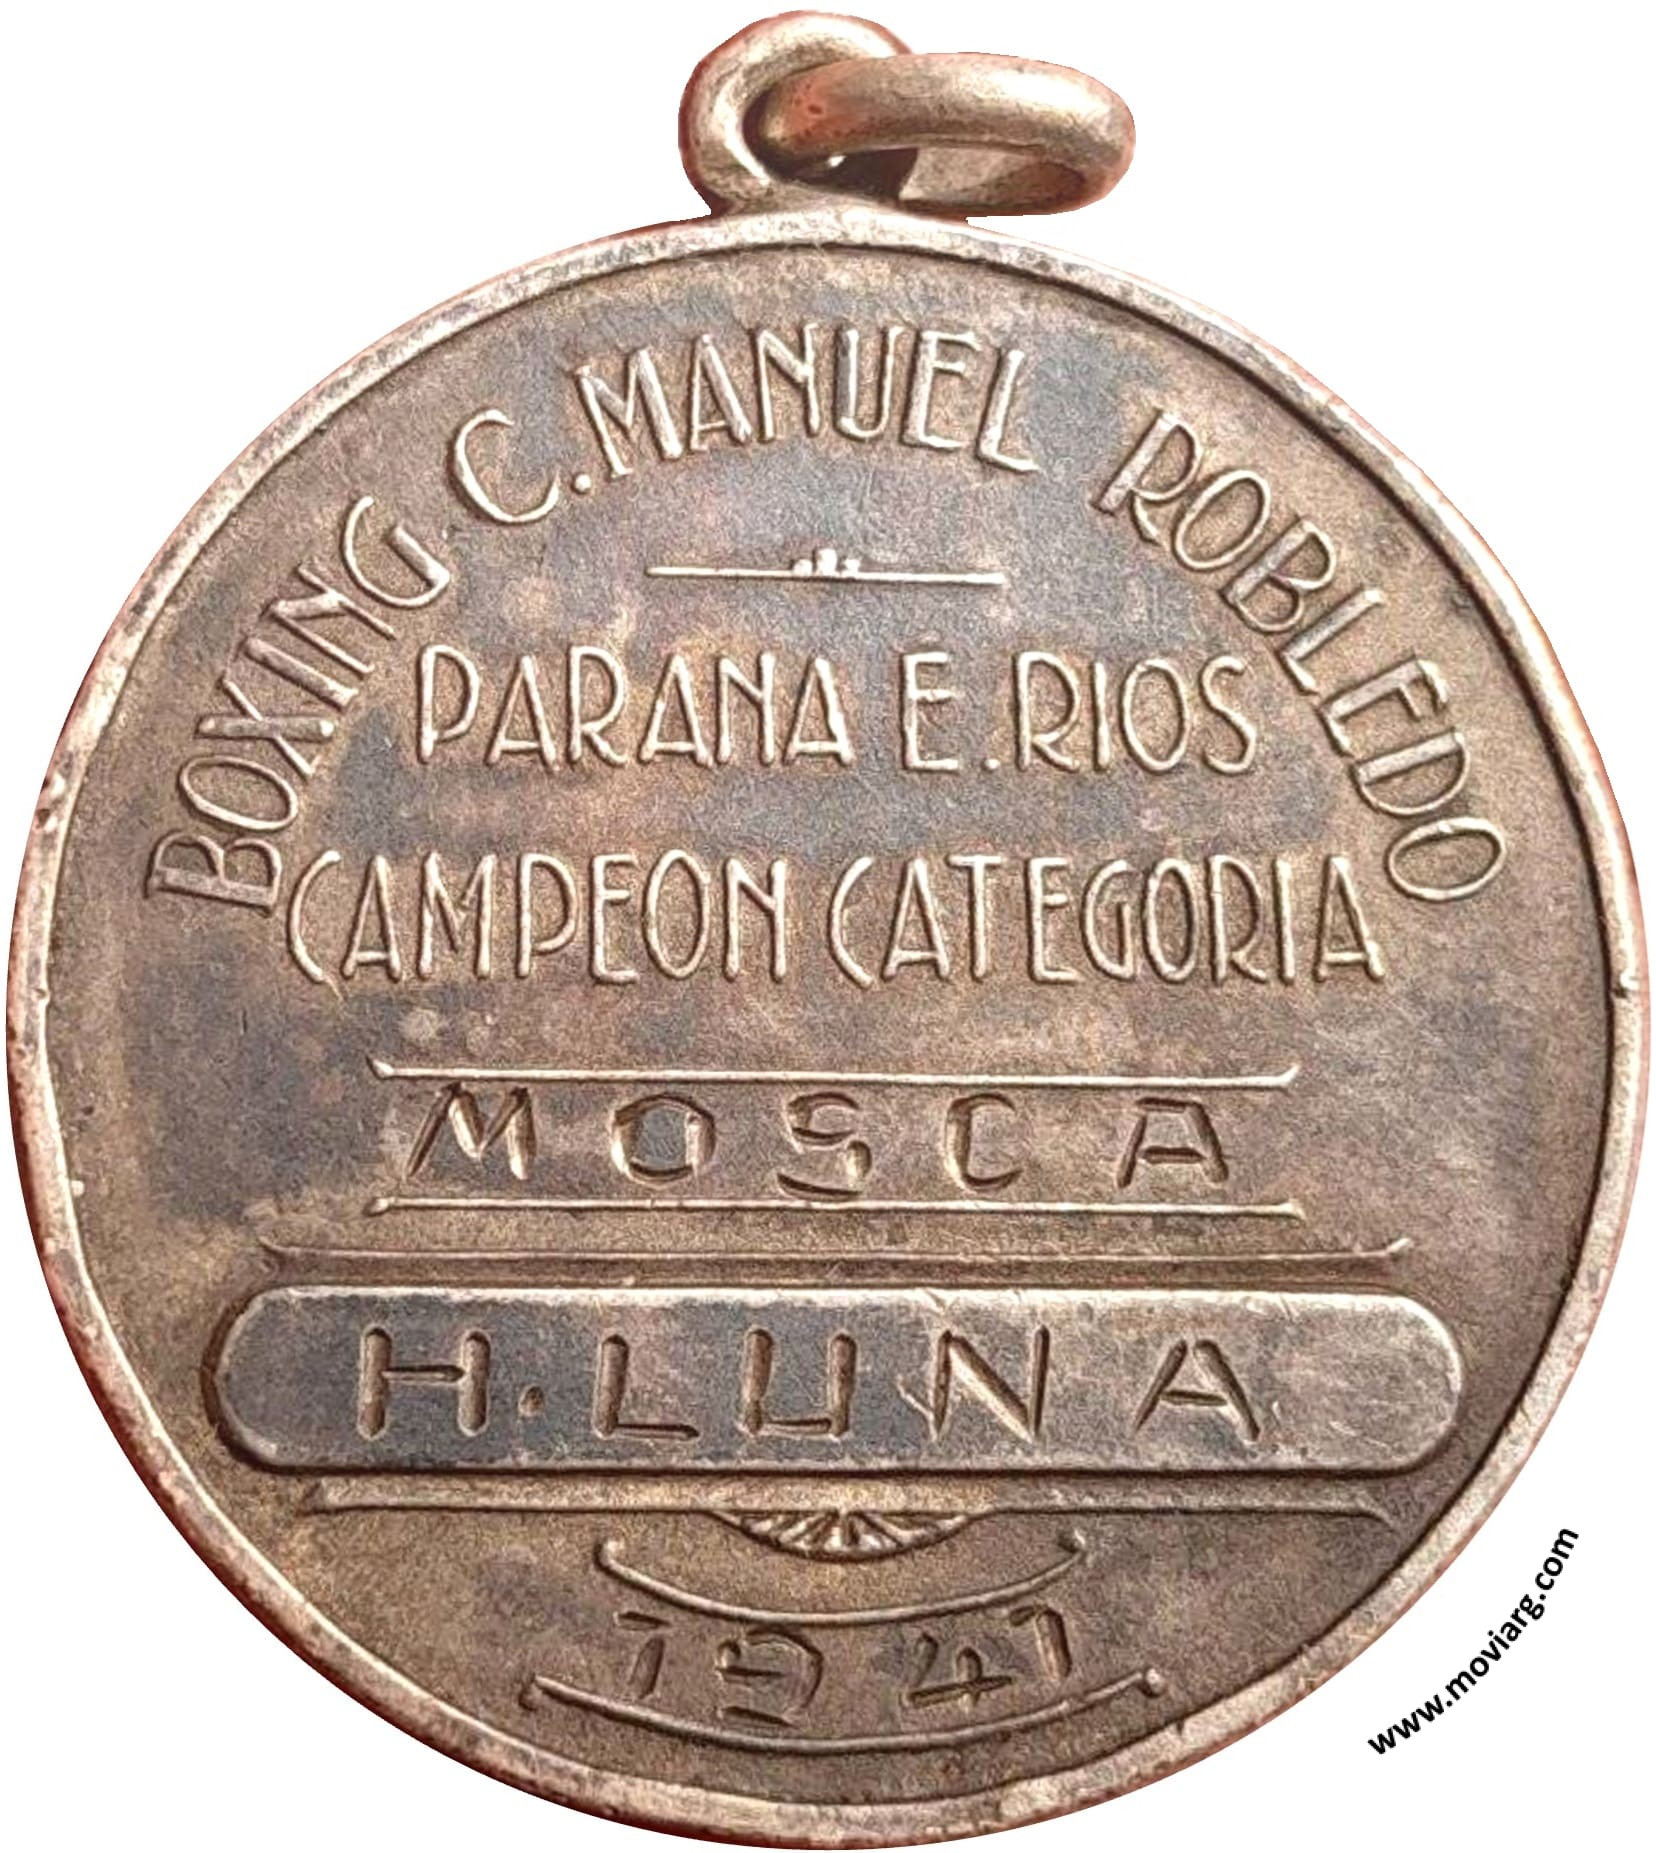 BOXING C. MANUEL ROBLEDO
PARANA E. RIOS
CAMPEON CATEGORIA
MOSCA
H. LUNA
1941
www.moviarg.com